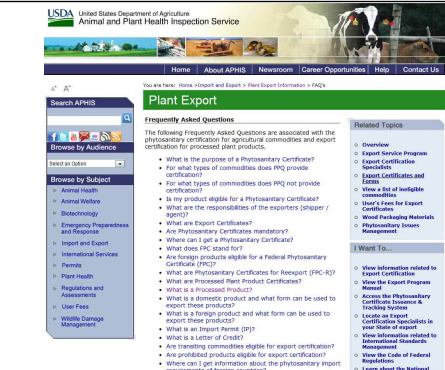 USDA United States Department of Agriculture
Animal and Plant Health Inspection Service
Home About APHIS Newsroom Career Opportunities Help Contact Us
You are here: Home >Import and Export > Plant Export Information > FAQ's
A- A+
Search APHIS
Browse by Audience
Select an Option
Browse by Subject
Animal Health
Animal Welfare
Biotechnology
Emergency Preparedness
and Response
Import and Export
International Services
Permits
Plant Health
Regulations and
Assessments
User Fees
Wildlife Damage
Management
Plant Export
Frequently Asked Questions
The following Frequently Asked Questions are associated with the
phytosanitary certification for agricultural commodities and export
certification for processed plant products.
What is the purpose of a Phytosanitary Certificate?
For what types of commodities does PPQ provide
certification?
For what types of commodities does PPQ not provide
certification?
Is my product eligible for a Phytosanitary Certificate?
What are the responsibilities of the exporters (shipper /
agent)?
What are Export Certificates?
Are Phytosanitary Certificates mandatory?
Where can I get a Phytosanitary Certificate?
What does FPC stand for?
Are foreign products eligible for a Federal Phytosanitary
Certificate (FPC)?
What are Phytosanitary Certificates for Reexport (FPC-R)?
What are Processed Plant Product Certificates?
What is a Processed Product?
What is a domestic product and what form can be used to
export these products?
What is a foreign product and what form can be used to
export these products?
What is an Import Permit (IP)?
What is a Letter of Credit?
Are transiting commodities eligible for export certification?
Are prohibited products eligible for export certification?
Where can I get information about the phytosanitary import
requirements of foreign countries?
Related Topics
Overview
Export Service Program
Export Certification
Specialists
Export Certificates and
Forms
View a list of ineligible
commodities
User's Fees for Export
Certificates
Wood Packaging Materials
Phytosanitary Issues
Management
I Want To...
View information related to
Export Certification
View the Export Program
Manual
Access the Phytosanitary
Certificate Issuance &
Tracking System
Locate an Export
Certification Specialists in
your State of export
View information related to
International Standards
Management
View the Code of Federal
Regulations
Learn about the National